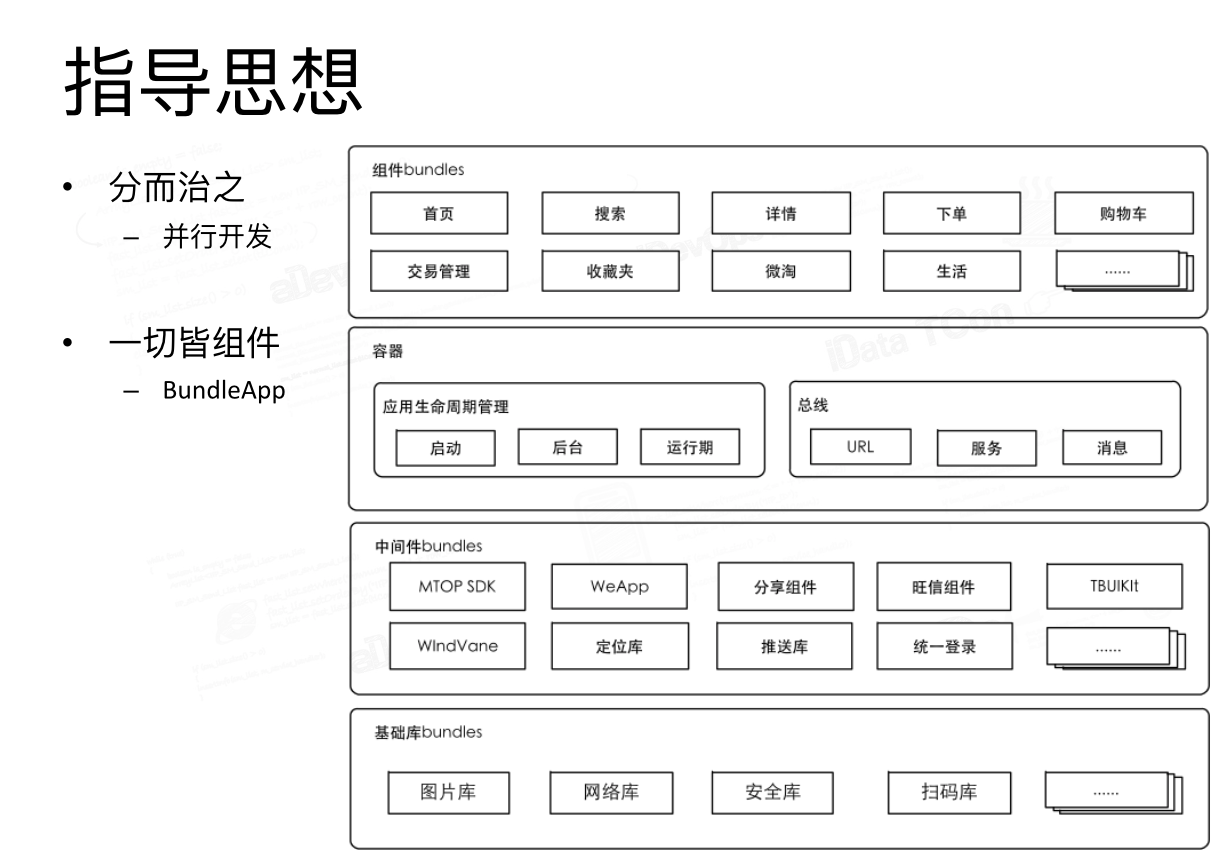 指导思想
• 分而治之
– 并行开发
• 一切皆组件
– BundleApp
组件bundles
首页 搜索 详情 下单 购物车
交易管理 收藏夹 微淘 生活 ......
容器
应用生命周期管理
启动 后台 运行期
总线
URL 服务 消息
中间件bundles
MTOP SDK WeApp 分享组件 旺信组件 TBUIKIt
WIndVane 定位库 推送库 统一登录 ......
基础库bundles
图片库 网络库 安全库 扫码库 ......
iData TCon